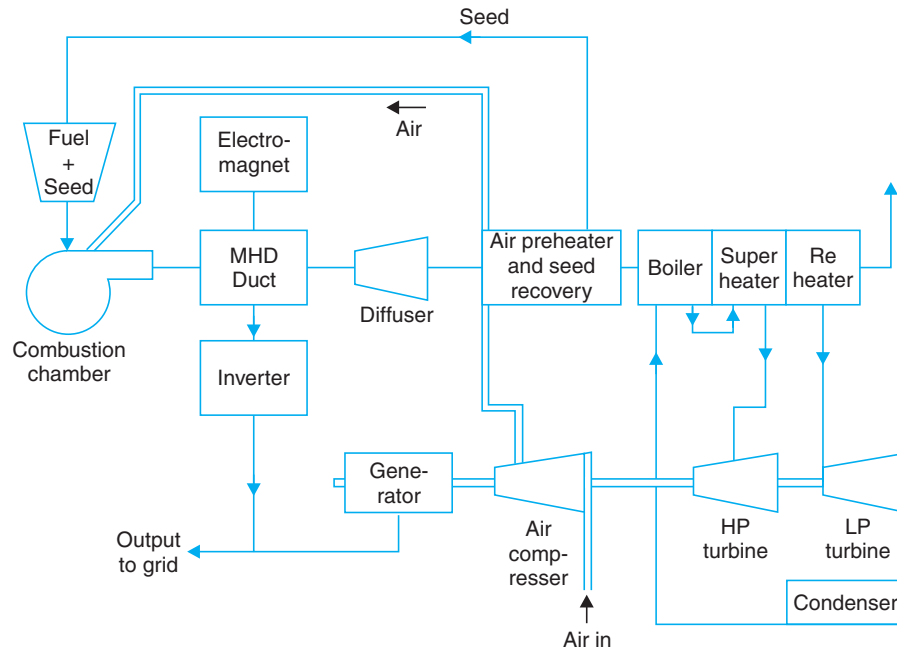 Seed
Air
Fuel
+
Seed
Electro-
magnet
MHD
Duct
Diffuser
Air preheater
and seed
recovery
Boiler
Super
heater
Re
heater
Combustion
chamber
Inverter
Gene-
rator
Output
to grid
Air
comp-
resser
HP
turbine
LP
turbine
Condenser
Air in